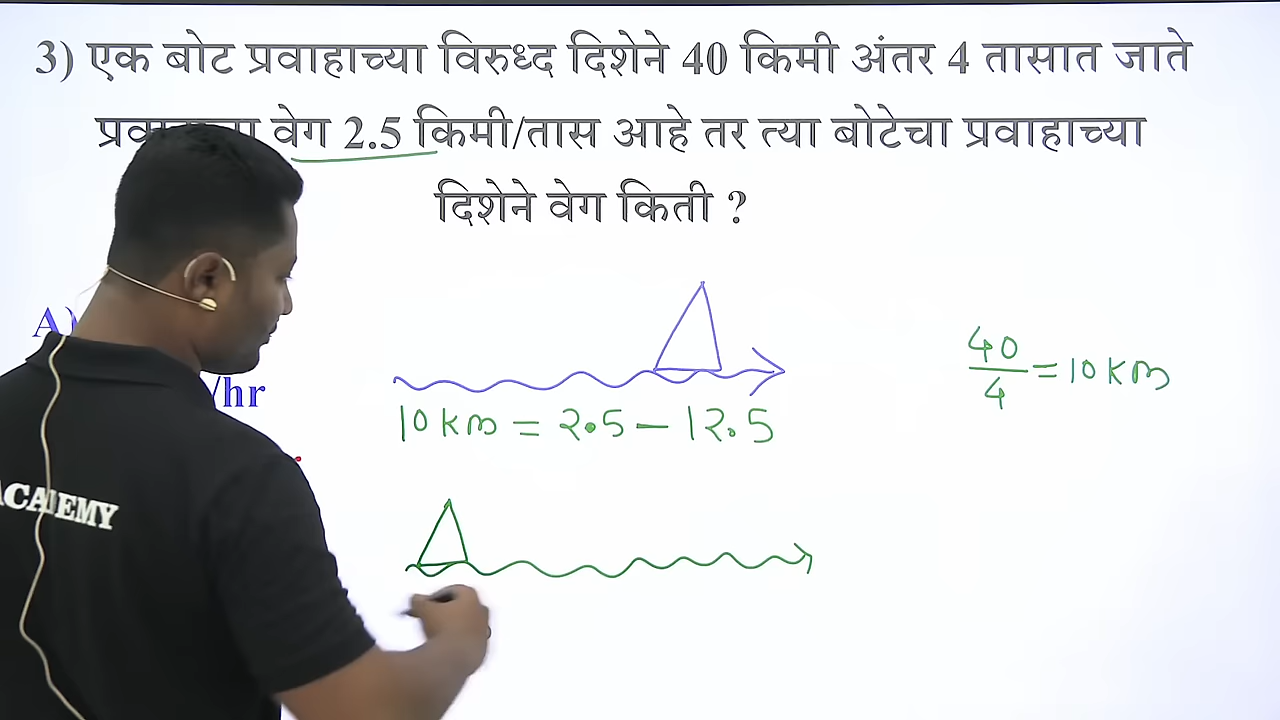 3) एक बोट प्रवाहाच्या विरुध्द दिशेने 40 किमी अंतर 4 तासात जाते
वेग 2.5 किमी/तास आहे तर त्या बोटेचा प्रवाहाच्या
दिशेने वेग किती ?
A)
/hr
10 km = 2.5 – 12.5
40
4
= 10 km
ACADEMY